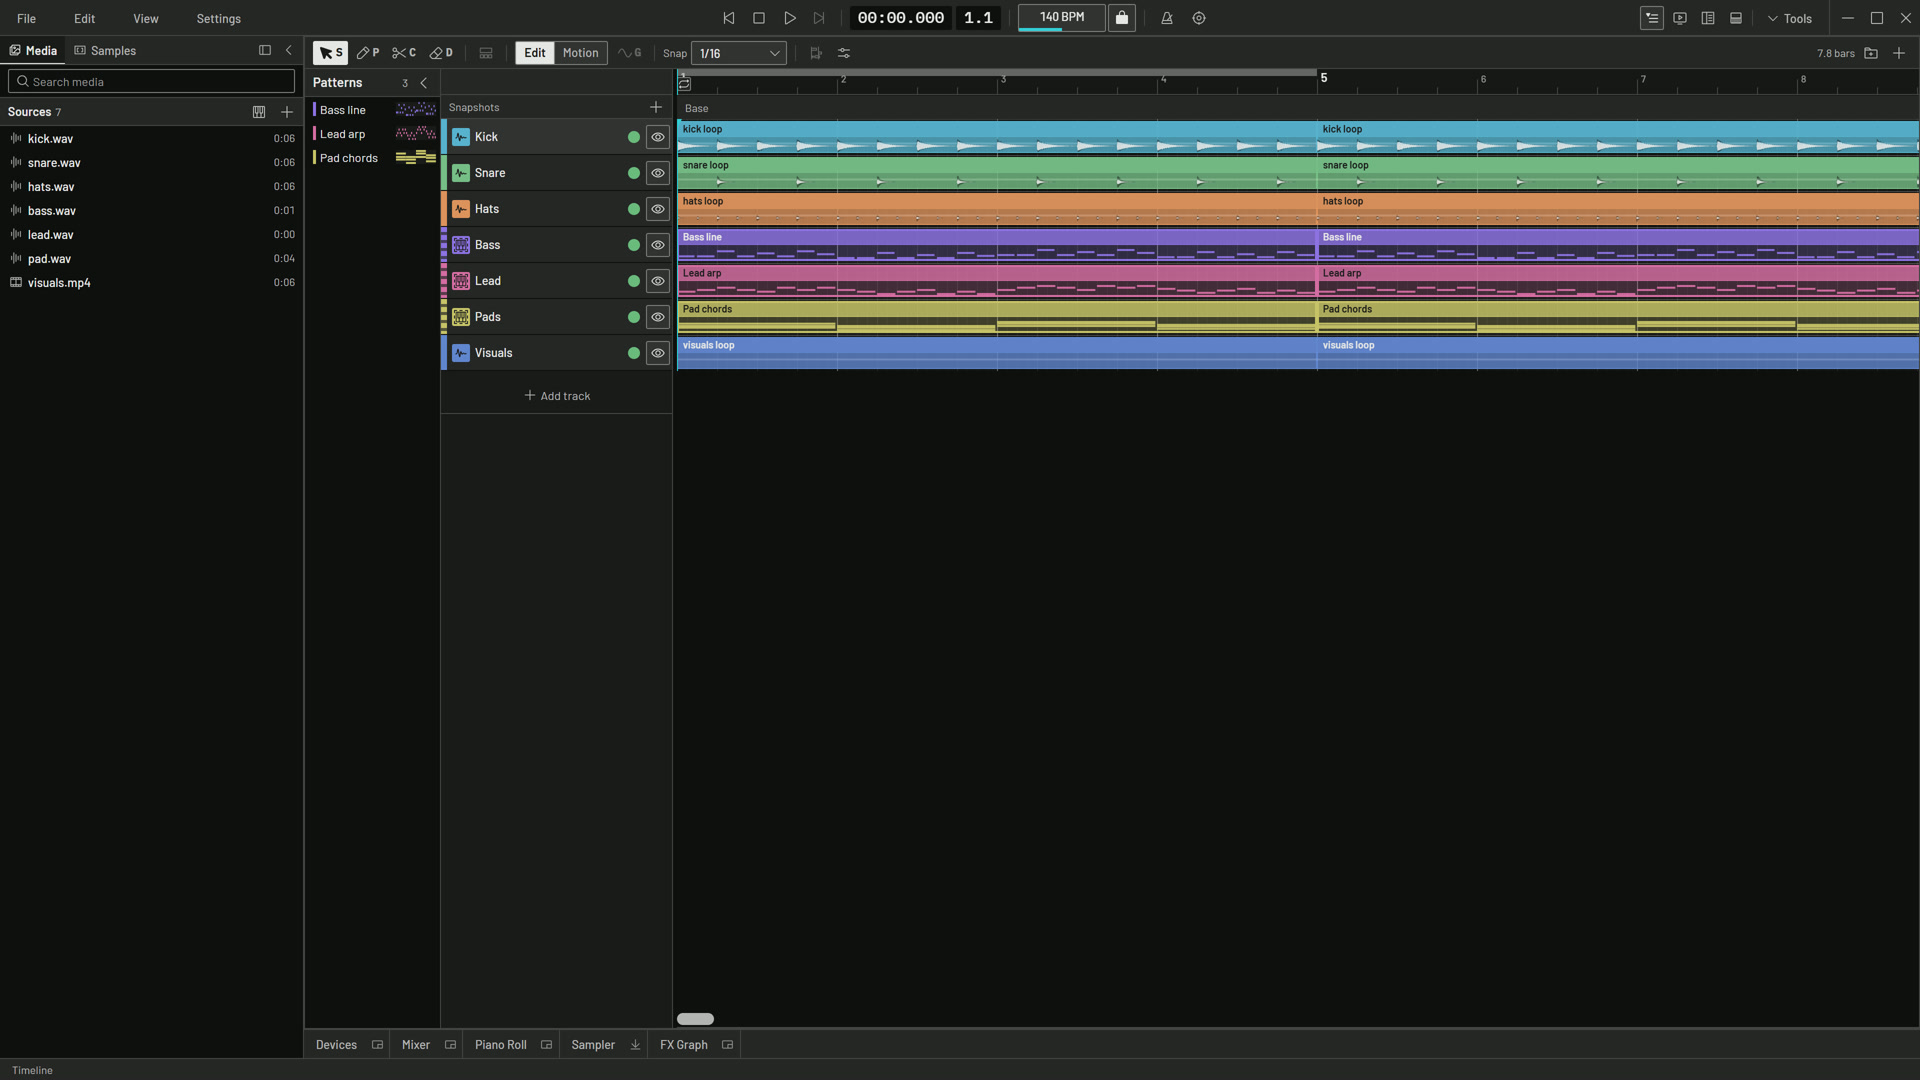 File Edit View Settings
00:00.000 1.1 140 BPM
Tools
Media Samples
S P C D Edit Motion G Snap 1/16
7.8 bars
Search media
Patterns 3
1 2 3 4 5 6 7 8
Sources 7
Snapshots
Base
kick.wav 0:06
snare.wav 0:06
hats.wav 0:06
bass.wav 0:01
lead.wav 0:00
pad.wav 0:04
visuals.mp4 0:06
Bass line
Lead arp
Pad chords
Kick
Snare
Hats
Bass
Lead
Pads
Visuals
Add track
kick loop kick loop
snare loop snare loop
hats loop hats loop
Bass line Bass line
Lead arp Lead arp
Pad chords Pad chords
visuals loop visuals loop
Devices Mixer Piano Roll Sampler FX Graph
Timeline